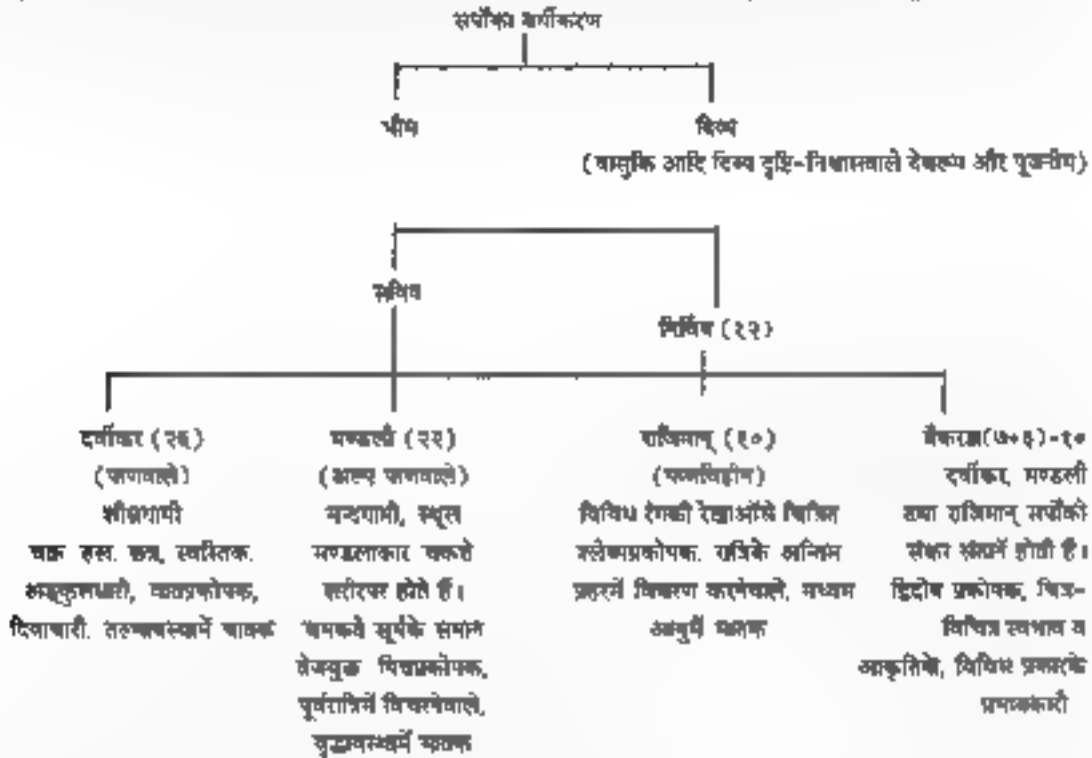 सर्पोंका वर्गीकरण
भौम
दिव्य
(वासुकि आदि दिव्य दृष्टि-निश्वासवाले देवरूप और पूजनीय)
सविष
निर्विष (१२)
दर्वीकर (२६)
(फणवाले)
शीघ्रगामी
चक्र हल. छत्र, स्वस्तिक.
अङ्कुशधारी, वातप्रकोपक,
दिवाचारी. तरुणावस्थामें घातक
मण्डली (२२)
(अल्प फणवाले)
मन्दगामी, स्थूल
मण्डलाकार चकत्ते
शरीरपर होते हैं।
चमकते सूर्यके समान
तेजयुक्त पित्तप्रकोपक,
पूर्वरात्रिमें विचरनेवाले,
वृद्धावस्थामें घातक
राजिमान् (१०)
(फणविहीन)
विविध रंगकी रेखाओंसे चित्रित
श्लेष्मप्रकोपक. रात्रिके अन्तिम
प्रहरमें विचरण करनेवाले, मध्यम
आयुमें घातक
वैकरञ्ज(७+३)-१०
दर्वीकर, मण्डली
तथा राजिमान् सर्पोंकी
संकर संतानें होती हैं।
द्विदोष प्रकोपक, चित्र-
विचित्र स्वभाव व
आकृतिके, विविध प्रकारके